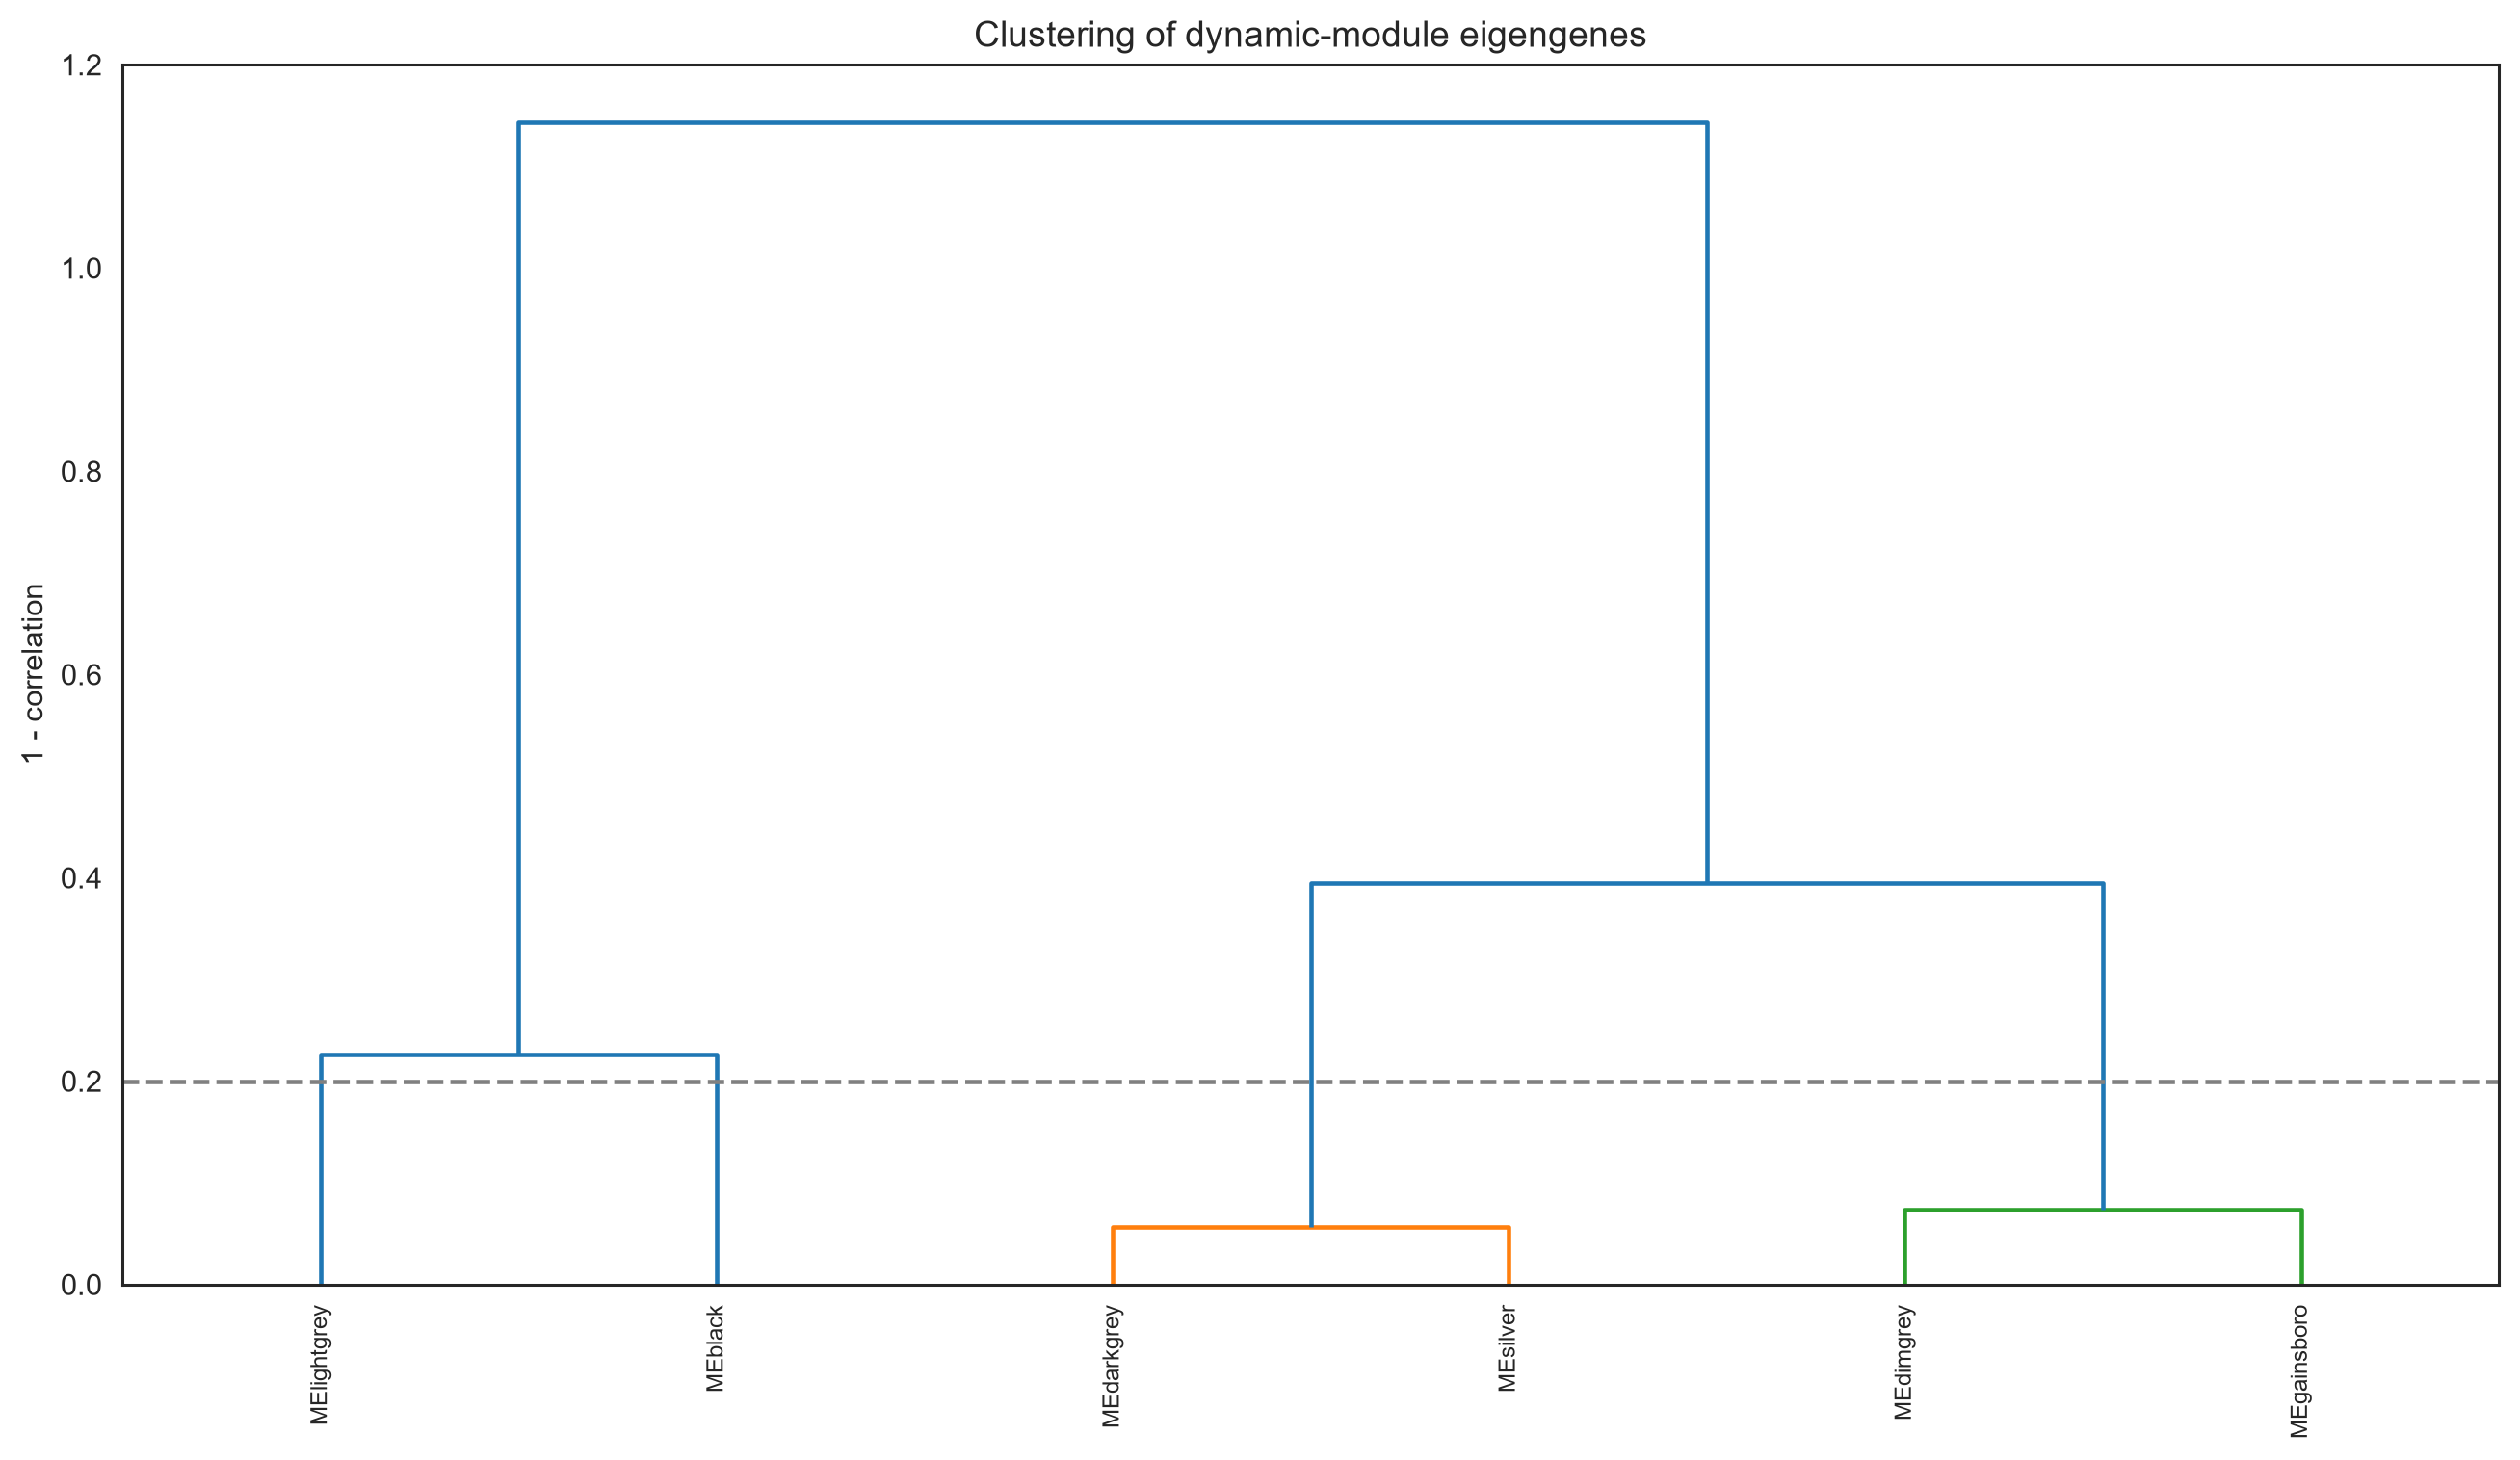 Clustering of dynamic-module eigengenes
1.2
1.0
0.8
0.6
0.4
0.2
0.0
1 - correlation
MElightgrey
MEblack
MEdarkgrey
MEsilver
MEdimgrey
MEgainsboro